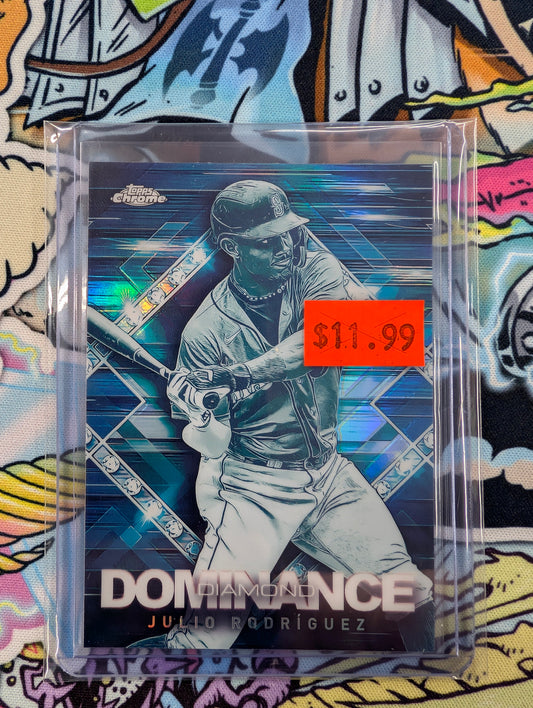 Topps
Chrome
$11.99
DOMINANCE
DIAMOND
JULIO RODRÍGUEZ